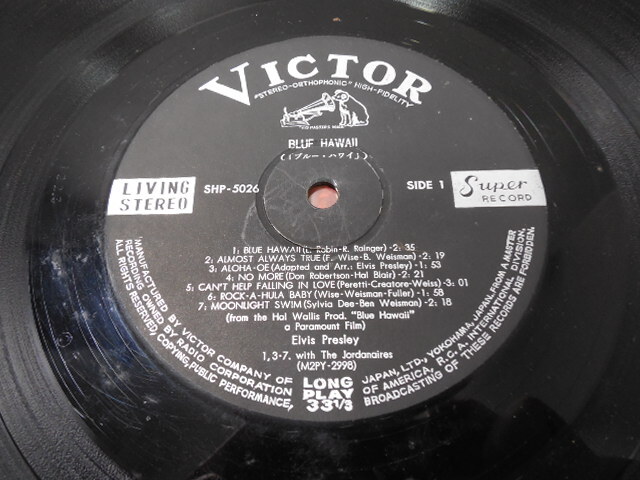 VICTOR
"STEREO-ORTHOPHONIC" HIGH-FIDELITY
"HIS MASTER'S VOICE"
BLUE HAWAII
(「ブルー・ハワイ」)
LIVING
STEREO
SHP-5026
SIDE 1
Super
RECORD
1: BLUE HAWAII (L. Robin-R. Rainger) -2: 35
2: ALMOST ALWAYS TRUE (F. Wise-B. Weisman) -2: 19
3: ALOHA-OE (Adapted and Arr.: Elvis Presley) -1: 53
4: NO MORE (Don Robertson-Hal Blair) -2: 21
5: CAN'T HELP FALLING IN LOVE (Peretti-Creatore-Weiss) -3: 01
6: ROCK-A-HULA BABY (Wise-Weisman-Fuller) -1: 58
7: MOONLIGHT SWIM (Sylvia Dee-Ben Weisman) -2: 18
(from the Hal Wallis Prod. "Blue Hawaii"
a Paramount Film)
Elvis Presley
1, 3-7. with The Jordanaires
(M2PY-2998)
LONG
PLAY
33 1/3
MANUFACTURED BY VICTOR COMPANY OF JAPAN, LTD., YOKOHAMA, JAPAN, FROM A MASTER
RECORDING OWNED BY RADIO CORPORATION OF AMERICA, R.C.A. INTERNATIONAL DIVISION.
ALL RIGHTS RESERVED, COPYING, PUBLIC PERFORMANCE, BROADCASTING OF THESE RECORDS ARE FORBIDDEN.